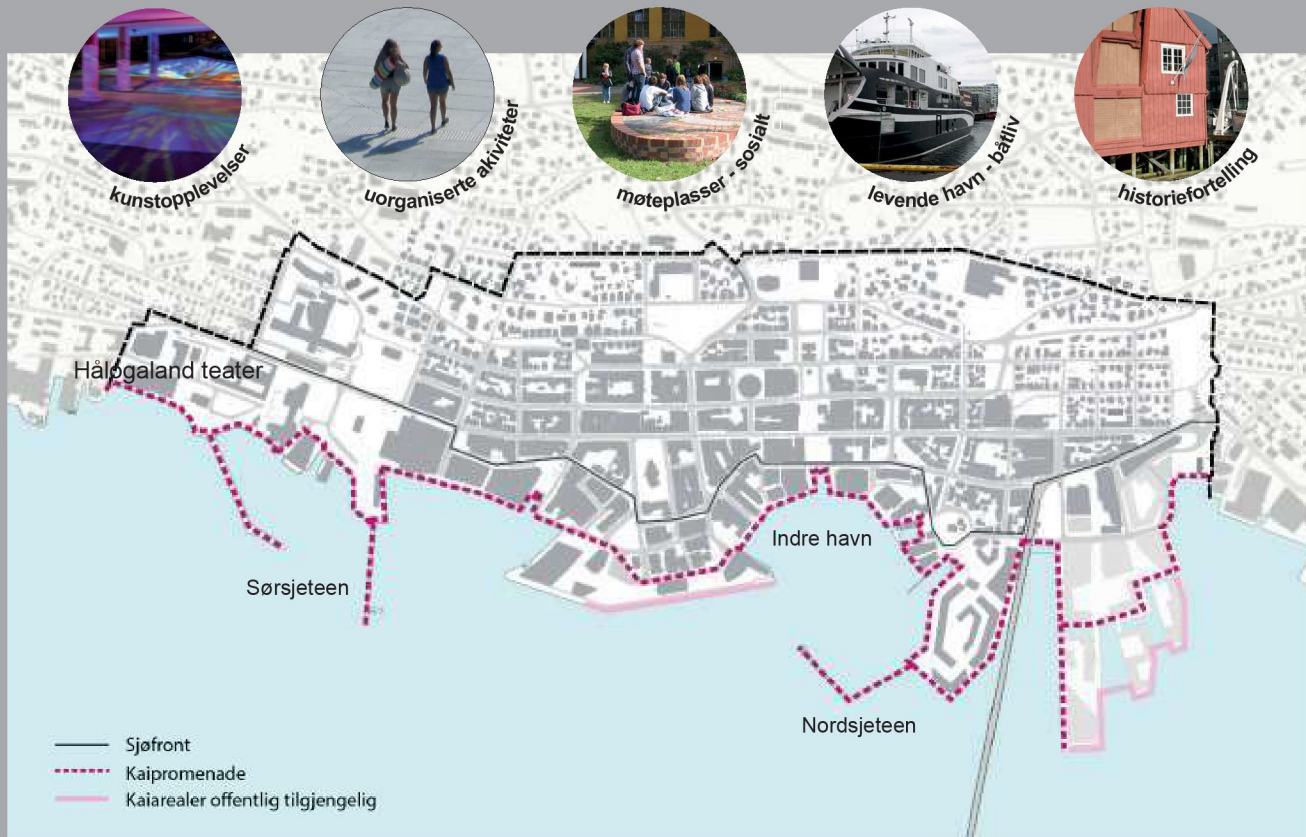 kunstopplevelser
uorganiserte akiviteter
møteplasser - sosialt
levende havn - båtliv
historiefortelling
Hålogaland teater
Indre havn
Sørsjeteen
Nordsjeteen
Sjøfront
Kaipromenade
Kaiarealer offentlig tilgjengelig